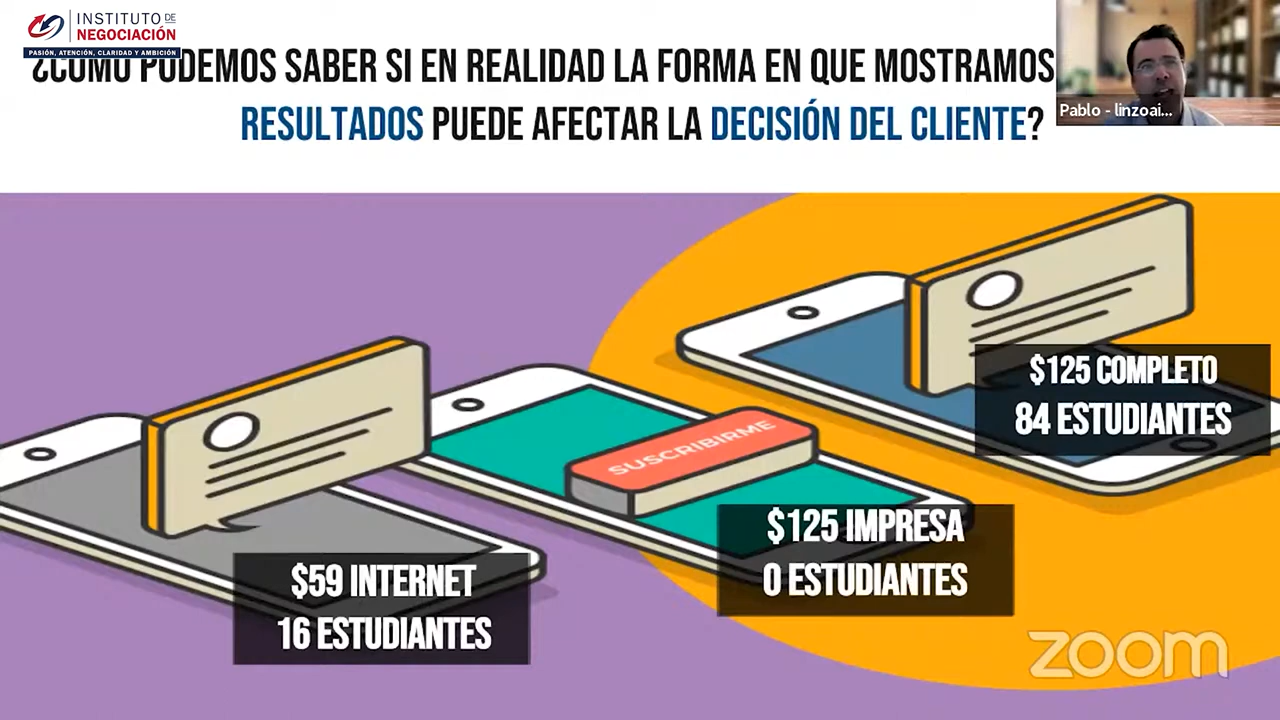 INSTITUTO DE
NEGOCIACIÓN
PASIÓN, ATENCIÓN, CLARIDAD Y AMBICIÓN
¿CÓMO PODEMOS SABER SI EN REALIDAD LA FORMA EN QUE MOSTRAMOS
RESULTADOS PUEDE AFECTAR LA DECISIÓN DEL CLIENTE?
Pablo - linzoai...
$125 COMPLETO
84 ESTUDIANTES
SUSCRIBIRME
$125 IMPRESA
0 ESTUDIANTES
$59 INTERNET
16 ESTUDIANTES
zoom